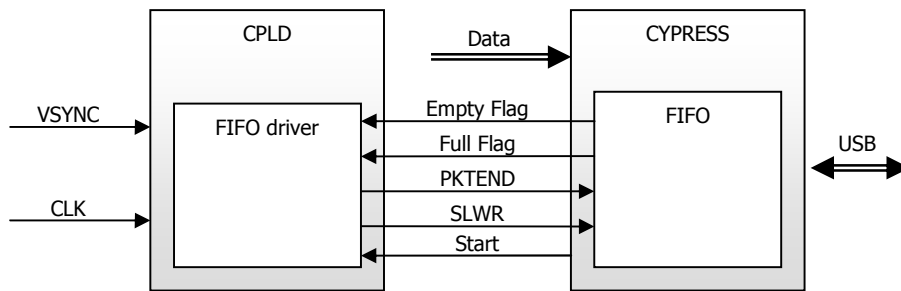 CPLD
CYPRESS
Data
VSYNC
FIFO driver
Empty Flag
FIFO
Full Flag
USB
PKTEND
CLK
SLWR
Start